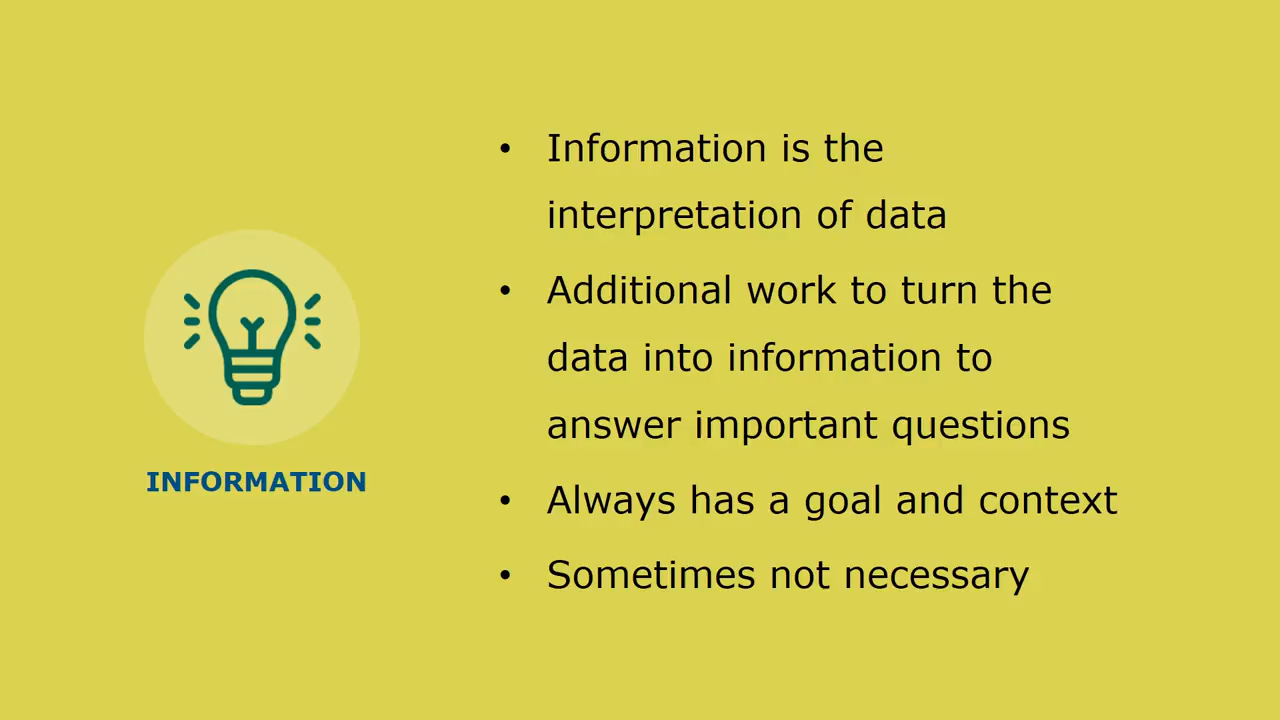 INFORMATION
• Information is the
interpretation of data
• Additional work to turn the
data into information to
answer important questions
• Always has a goal and context
• Sometimes not necessary